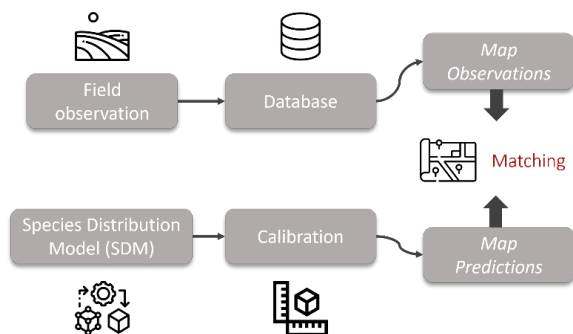 Field
observation
Database
Map
Observations
Matching
Species Distribution
Model (SDM)
Calibration
Map
Predictions